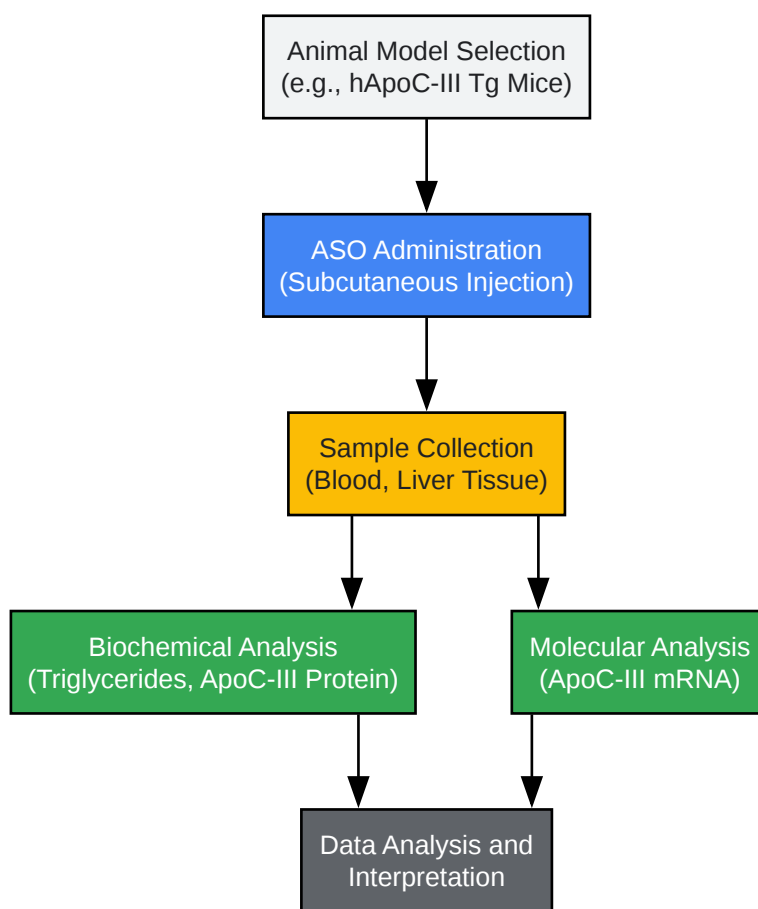 Animal Model Selection
(e.g., hApoC-III Tg Mice)
ASO Administration
(Subcutaneous Injection)
Sample Collection
(Blood, Liver Tissue)
Biochemical Analysis
(Triglycerides, ApoC-III Protein)
Molecular Analysis
(ApoC-III mRNA)
Data Analysis and
Interpretation